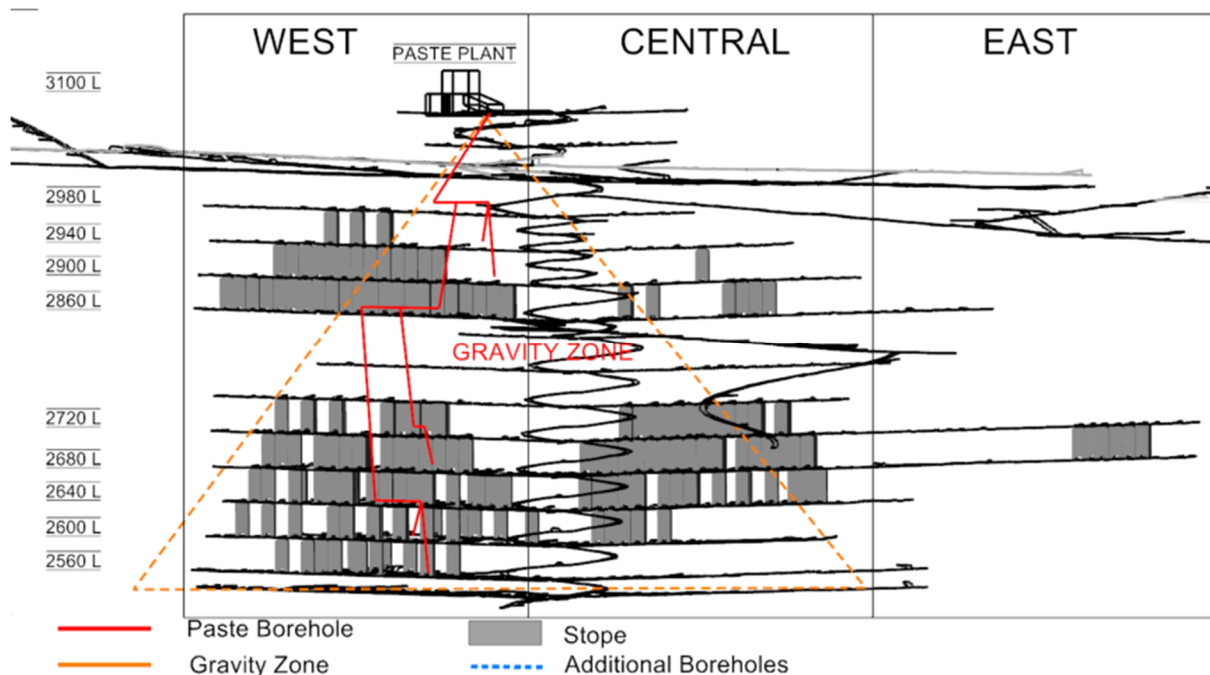 WEST
CENTRAL
EAST
PASTE PLANT
3100 L
2980 L
2940 L
2900 L
2860 L
GRAVITY ZONE
2720 L
2680 L
2640 L
2600 L
2560 L
Paste Borehole
Stope
Gravity Zone
Additional Boreholes